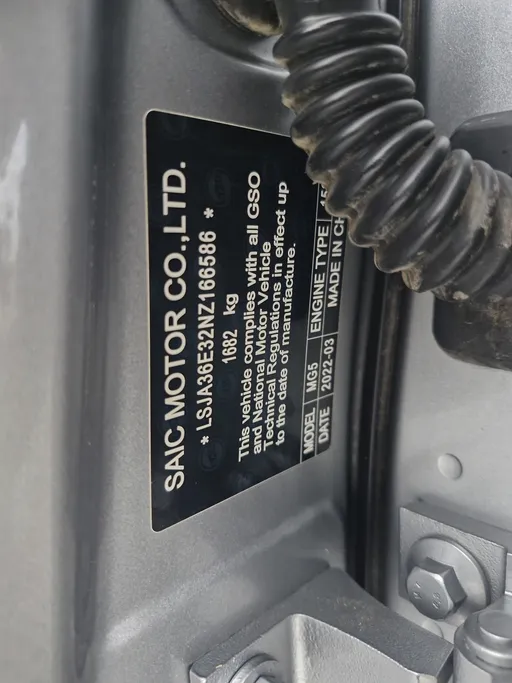 SAIC MOTOR CO.,LTD.
* LSJA36E32NZ166586 *
1682 kg
This vehicle complies with all GSO
and National Motor Vehicle
Technical Regulations in effect up
to the date of manufacture.
MODEL MG5 ENGINE TYPE
DATE 2022-03 MADE IN